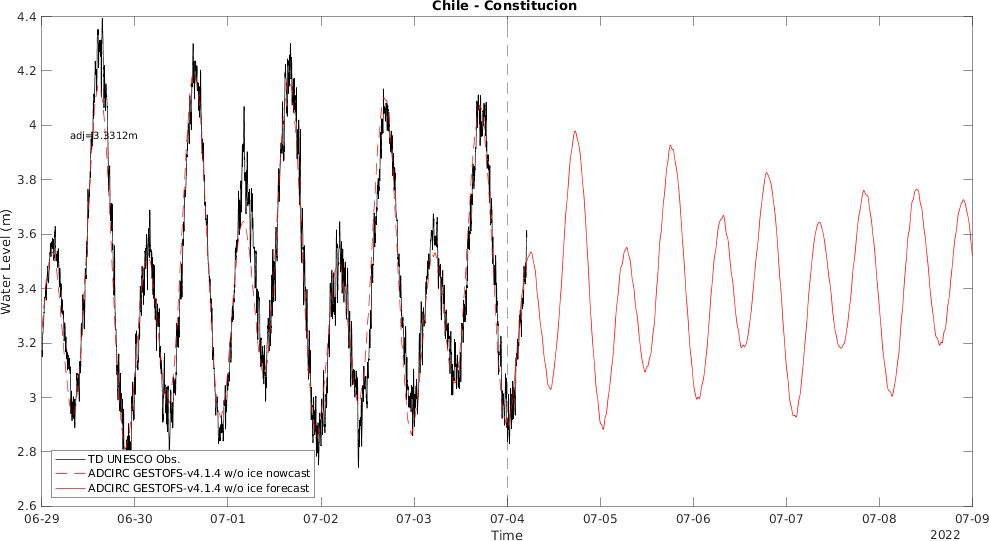 Chile - Constitucion
4.4
4.2
4
3.8
3.6
3.4
3.2
3
2.8
2.6
Water Level (m)
adj=3.3312m
TD UNESCO Obs.
ADCIRC GESTOFS-v4.1.4 w/o ice nowcast
ADCIRC GESTOFS-v4.1.4 w/o ice forecast
06-29 06-30 07-01 07-02 07-03 07-04 07-05 07-06 07-07 07-08 07-09
Time
2022